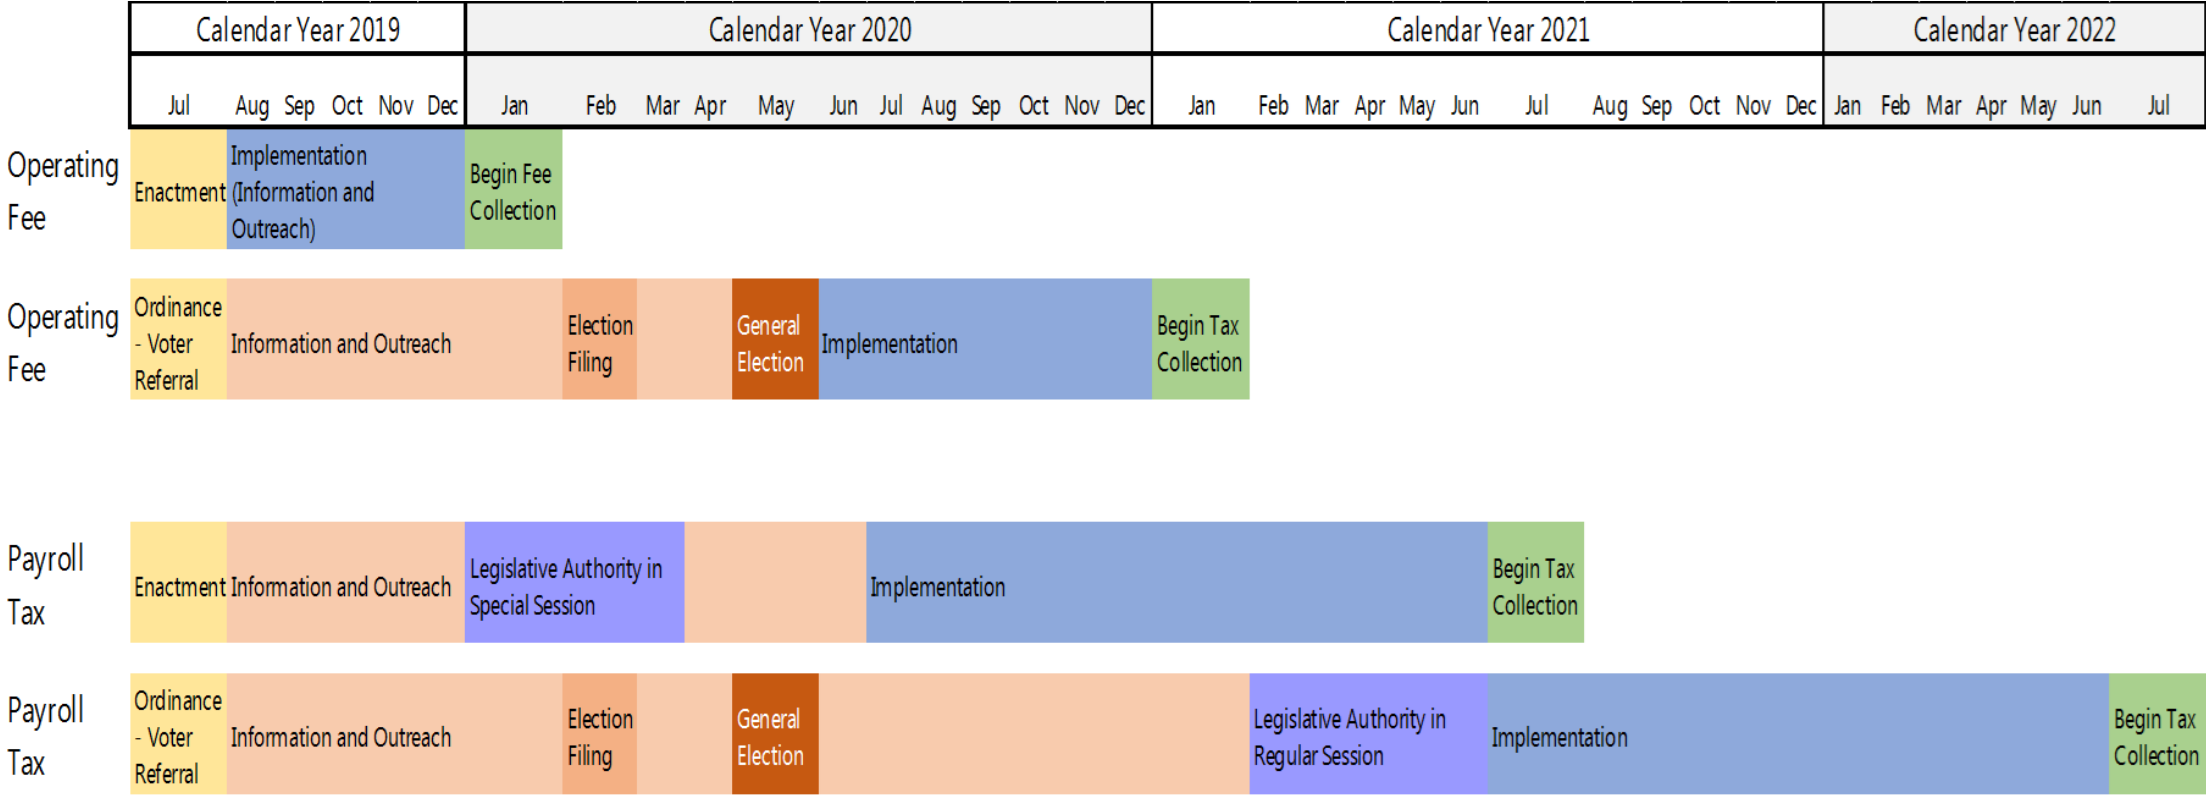 Calendar Year 2019 Calendar Year 2020 Calendar Year 2021 Calendar Year 2022
Jul Aug Sep Oct Nov Dec Jan Feb Mar Apr May Jun Jul Aug Sep Oct Nov Dec Jan Feb Mar Apr May Jun Jul Aug Sep Oct Nov Dec Jan Feb Mar Apr May Jun Jul
Operating
Fee
Enactment
Implementation
(Information and
Outreach)
Begin Fee
Collection
Operating
Fee
Ordinance
- Voter
Referral
Information and Outreach
Election
Filing
General
Election
Implementation
Begin Tax
Collection
Payroll
Tax
Enactment
Information and Outreach
Legislative Authority in
Special Session
Implementation
Begin Tax
Collection
Payroll
Tax
Ordinance
- Voter
Referral
Information and Outreach
Election
Filing
General
Election
Legislative Authority in
Regular Session
Implementation
Begin Tax
Collection